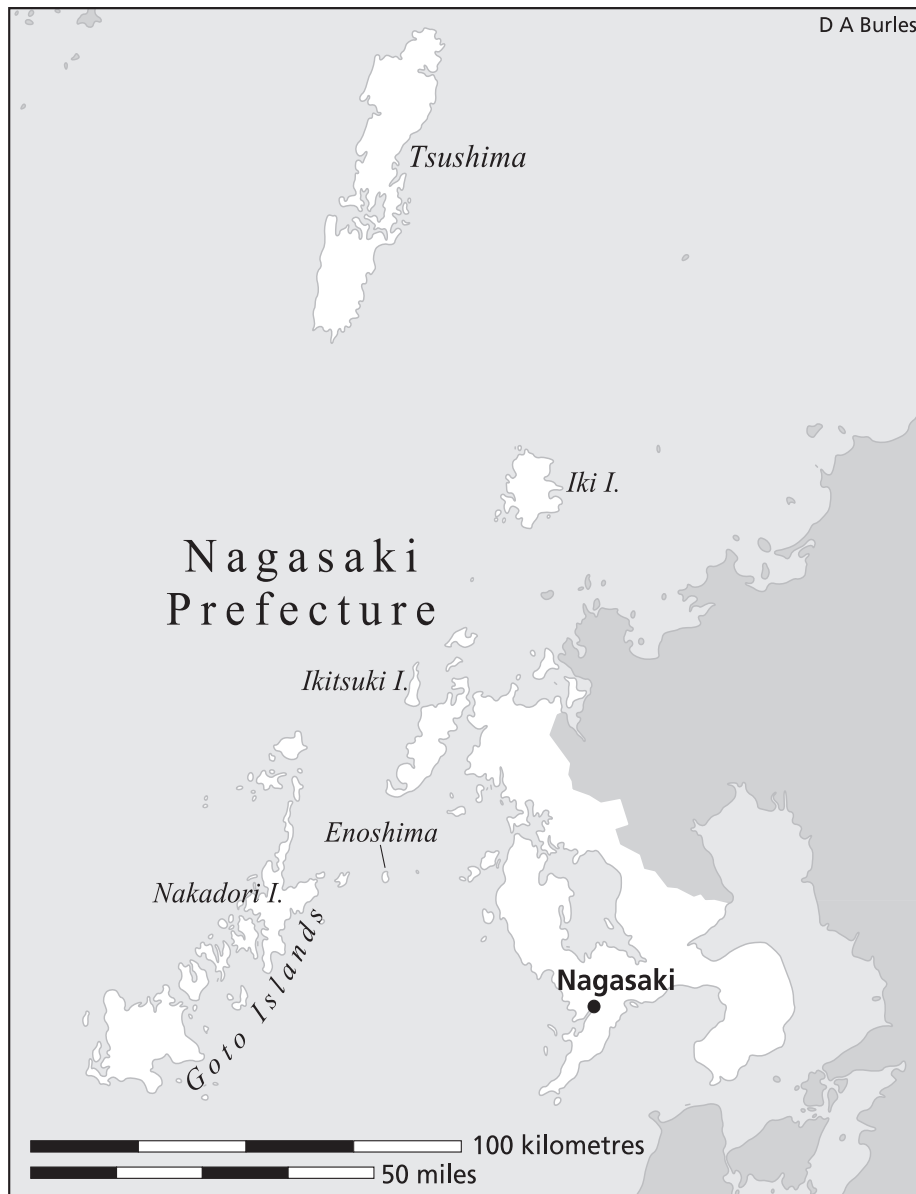 D A Burles
Tsushima
Iki I.
Nagasaki
Prefecture
Ikitsuki I.
Enoshima
Nakadori I.
Goto Islands
Nagasaki
100 kilometres
50 miles